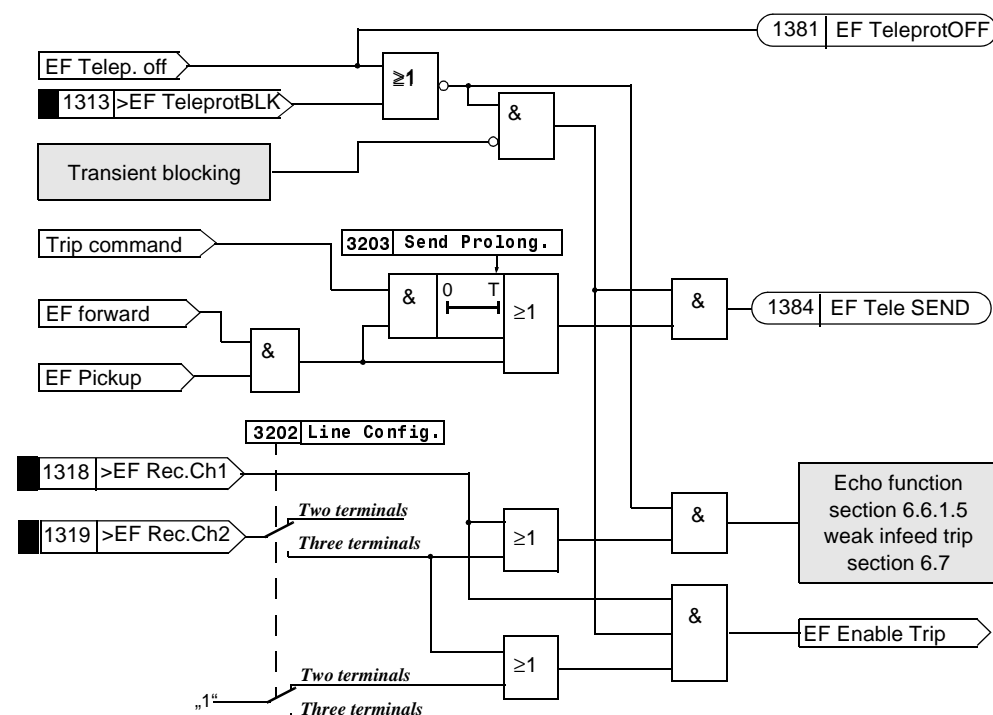 1381 EF TeleprotOFF
EF Telep. off
≧1
1313 >EF TeleprotBLK
&
Transient blocking
Trip command
3203 Send Prolong.
& 0 T ≥1
&
1384 EF Tele SEND
EF forward
&
EF Pickup
3202 Line Config.
1318 >EF Rec.Ch1
Two terminals
1319 >EF Rec.Ch2
Three terminals
≥1
&
Echo function
section 6.6.1.5
weak infeed trip
section 6.7
&
EF Enable Trip
≥1
Two terminals
„1“
Three terminals